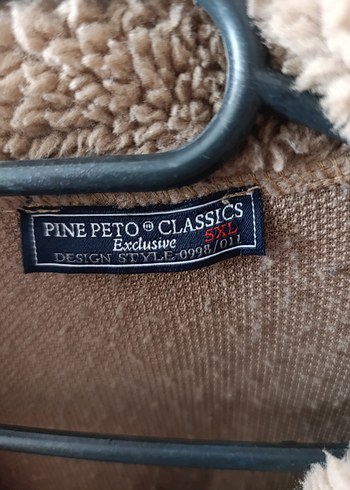 PINE PETO ⓜ CLASSICS
Exclusive 5XL
DESIGN STYLE-0998/011